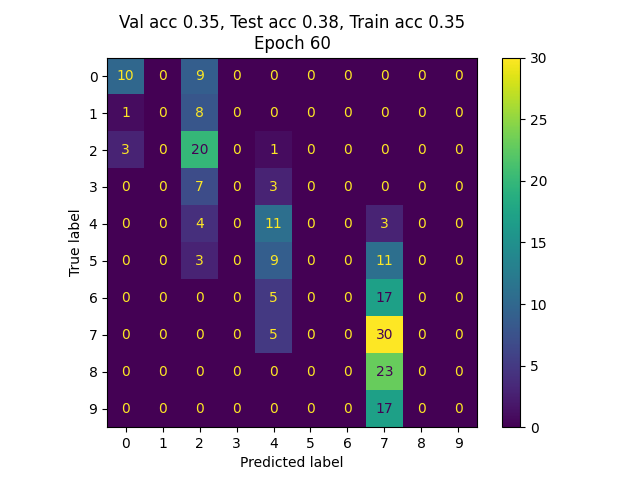 Val acc 0.35, Test acc 0.38, Train acc 0.35
Epoch 60
0 10 0 9 0 0 0 0 0 0 0
1 1 0 8 0 0 0 0 0 0 0
2 3 0 20 0 1 0 0 0 0 0
3 0 0 7 0 3 0 0 0 0 0
4 0 0 4 0 11 0 0 3 0 0
5 0 0 3 0 9 0 0 11 0 0
6 0 0 0 0 5 0 0 17 0 0
7 0 0 0 0 5 0 0 30 0 0
8 0 0 0 0 0 0 0 23 0 0
9 0 0 0 0 0 0 0 17 0 0
0 1 2 3 4 5 6 7 8 9
Predicted label
True label
30
25
20
15
10
5
0